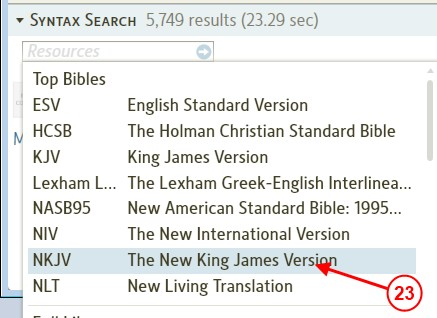 SYNTAX SEARCH 5,749 results (23.29 sec)
Resources
Top Bibles
ESV English Standard Version
HCSB The Holman Christian Standard Bible
KJV King James Version
Lexham L... The Lexham Greek-English Interlinea...
NASB95 New American Standard Bible: 1995...
NIV The New International Version
NKJV The New King James Version
23
NLT New Living Translation